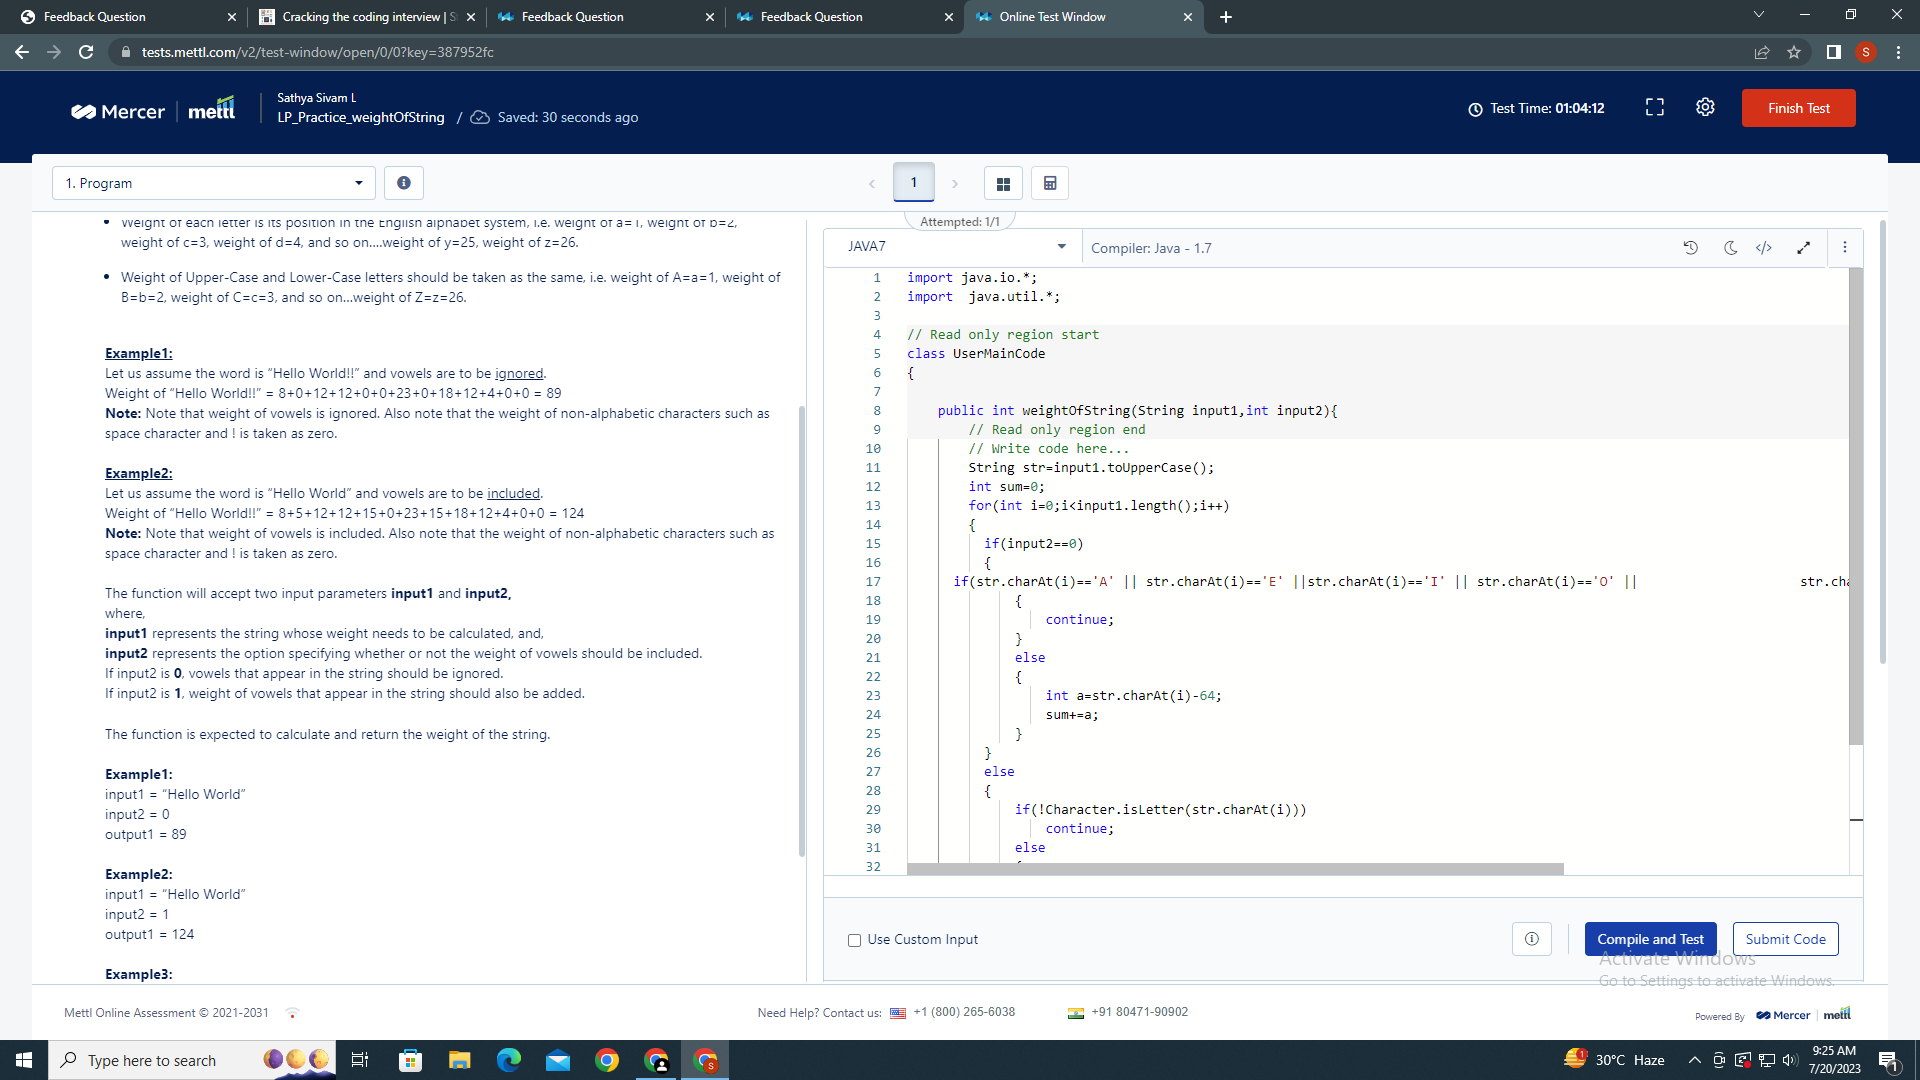 Feedback Question
Cracking the coding interview | S
Feedback Question
Feedback Question
Online Test Window
tests.mettl.com/v2/test-window/open/0/0?key=387952fc
S
Mercer | mettl
Sathya Sivam L
LP_Practice_weightOfString / Saved: 30 seconds ago
Test Time: 01:04:12
Finish Test
1. Program
1
Attempted: 1/1
• Weight of each letter is its position in the English alphabet system, i.e. weight of a=1, weight of b=2,
weight of c=3, weight of d=4, and so on....weight of y=25, weight of z=26.
• Weight of Upper-Case and Lower-Case letters should be taken as the same, i.e. weight of A=a=1, weight of
B=b=2, weight of C=c=3, and so on...weight of Z=z=26.
Example1:
Let us assume the word is “Hello World!!” and vowels are to be ignored.
Weight of “Hello World!!” = 8+0+12+12+0+0+23+0+18+12+4+0+0 = 89
Note: Note that weight of vowels is ignored. Also note that the weight of non-alphabetic characters such as
space character and ! is taken as zero.
Example2:
Let us assume the word is “Hello World” and vowels are to be included.
Weight of “Hello World!!” = 8+5+12+12+15+0+23+15+18+12+4+0+0 = 124
Note: Note that weight of vowels is included. Also note that the weight of non-alphabetic characters such as
space character and ! is taken as zero.
The function will accept two input parameters input1 and input2,
where,
input1 represents the string whose weight needs to be calculated, and,
input2 represents the option specifying whether or not the weight of vowels should be included.
If input2 is 0, vowels that appear in the string should be ignored.
If input2 is 1, weight of vowels that appear in the string should also be added.
The function is expected to calculate and return the weight of the string.
Example1:
input1 = “Hello World”
input2 = 0
output1 = 89
Example2:
input1 = “Hello World”
input2 = 1
output1 = 124
Example3:
JAVA7
Compiler: Java - 1.7
1 import java.io.*;
2 import  java.util.*;
3
4 // Read only region start
5 class UserMainCode
6 {
7
8     public int weightOfString(String input1,int input2){
9         // Read only region end
10         // Write code here...
11         String str=input1.toUpperCase();
12         int sum=0;
13         for(int i=0;i<input1.length();i++)
14         {
15           if(input2==0)
16           {
17       if(str.charAt(i)=='A' || str.charAt(i)=='E' ||str.charAt(i)=='I' || str.charAt(i)=='O' ||                     str.cha
18               {
19                   continue;
20               }
21               else
22               {
23                   int a=str.charAt(i)-64;
24                   sum+=a;
25               }
26           }
27           else
28           {
29               if(!Character.isLetter(str.charAt(i)))
30                   continue;
31               else
32
Use Custom Input
Compile and Test
Submit Code
Activate Windows
Go to Settings to activate Windows.
Mettl Online Assessment © 2021-2031
Need Help? Contact us: +1 (800) 265-6038
+91 80471-90902
Powered By Mercer | mettl
Type here to search
S
1
30°C Haze
9:25 AM
7/20/2023
1